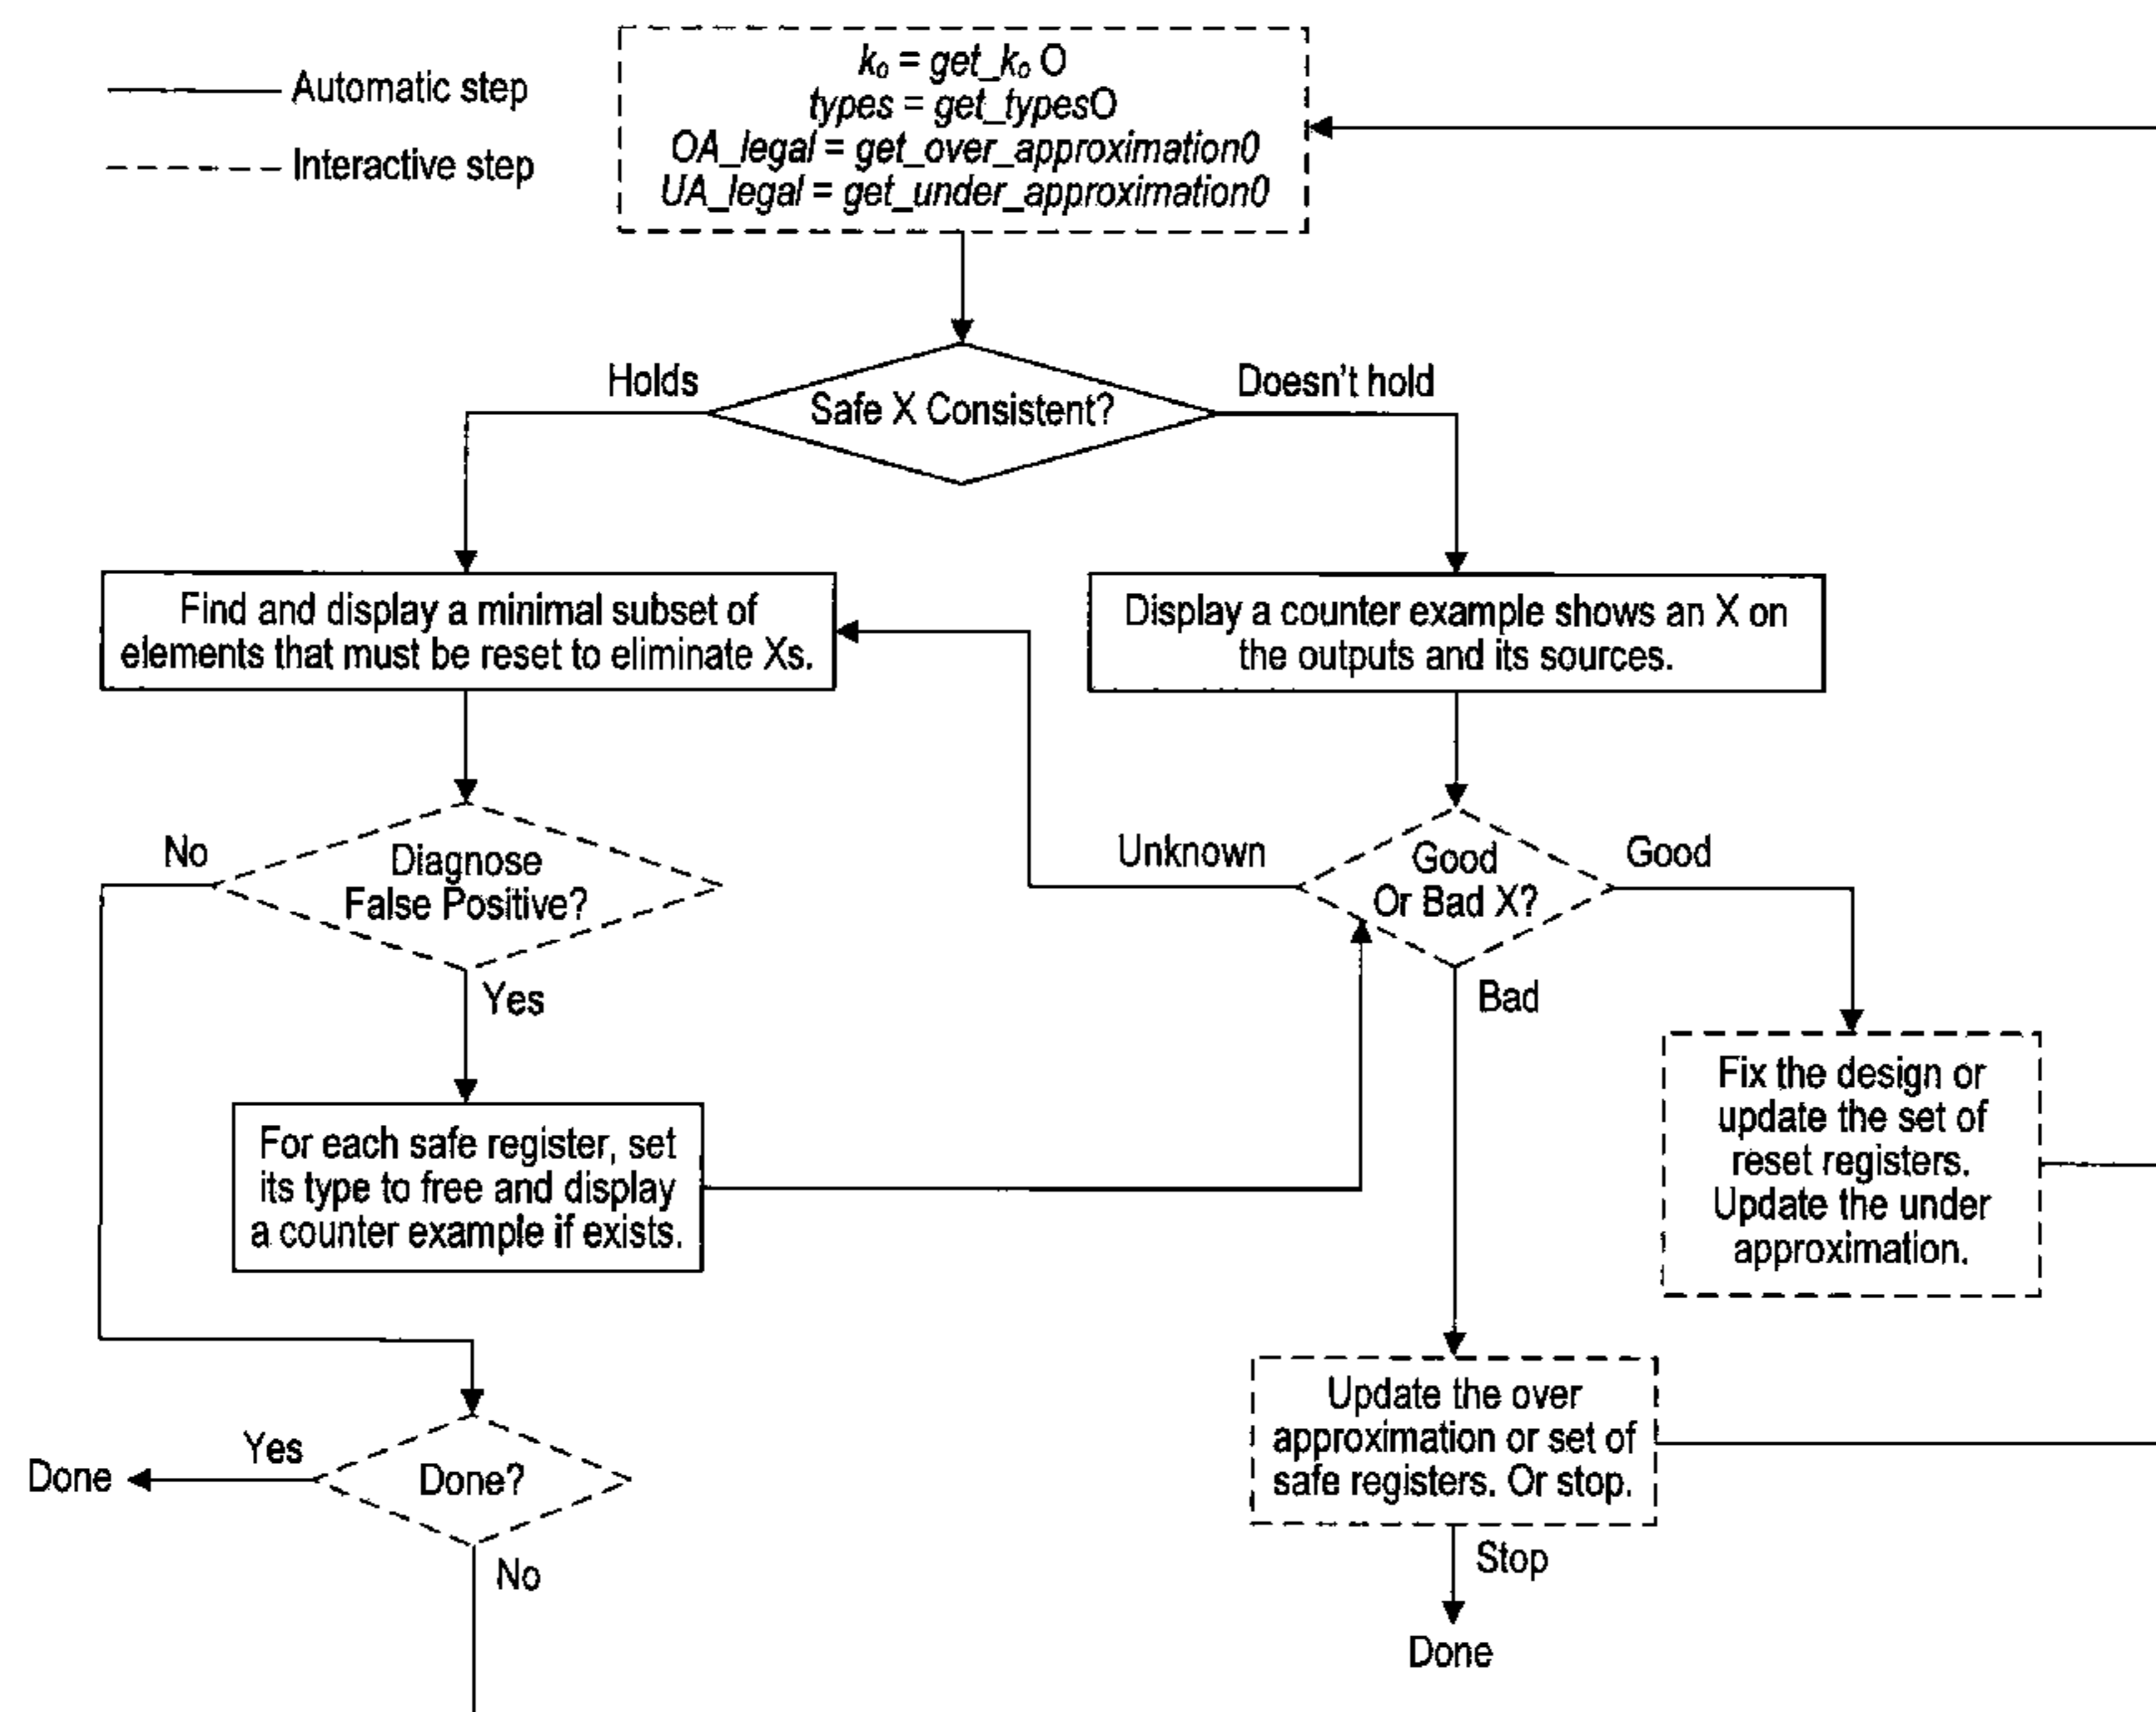 Automatic step
Interactive step
k₀ = get_k₀ O
types = get_typesO
OA_legal = get_over_approximation0
UA_legal = get_under_approximation0
Holds
Safe X Consistent?
Doesn't hold
Find and display a minimal subset of
elements that must be reset to eliminate Xs.
Display a counter example shows an X on
the outputs and its sources.
No
Diagnose
False Positive?
Yes
Unknown
Good
Or Bad X?
Good
Bad
For each safe register, set
its type to free and display
a counter example if exists.
Fix the design or
update the set of
reset registers.
Update the under
approximation.
Update the over
approximation or set of
safe registers. Or stop.
Done
Yes
Done?
No
Stop
Done